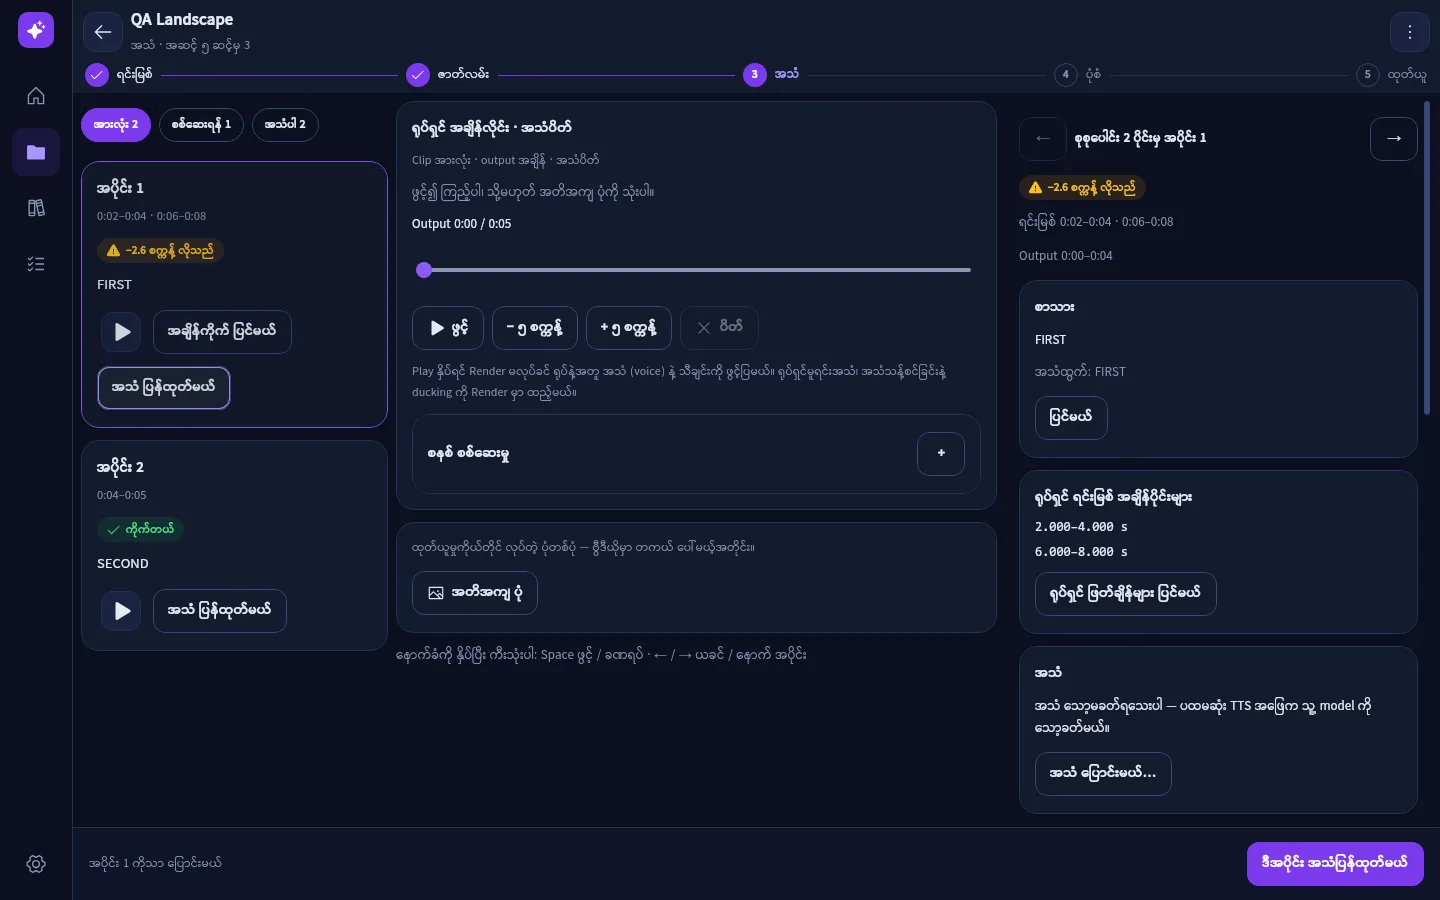 QA Landscape
အသံ · အဆင့် ၅ ဆင့်မှ 3
ရင်းမြစ်
ဇာတ်လမ်း
3 အသံ
4 ပုံစံ
5 ထုတ်ယူ
အားလုံး 2
စစ်ဆေးရန် 1
အသံပါ 2
အပိုင်း 1
0:02–0:04 · 0:06–0:08
−2.6 စက္ကန့် လိုသည်
FIRST
အချိန်ကိုက် ပြင်မယ်
အသံ ပြန်ထုတ်မယ်
အပိုင်း 2
0:04–0:05
ကိုက်တယ်
SECOND
အသံ ပြန်ထုတ်မယ်
ရုပ်ရှင် အချိန်လိုင်း · အသံပိတ်
Clip အားလုံး · output အချိန် · အသံပိတ်
ဖွင့်၍ ကြည့်ပါ၊ သို့မဟုတ် အတိအကျ ပုံကို သုံးပါ။
Output 0:00 / 0:05
ဖွင့်
− ၅ စက္ကန့်
+ ၅ စက္ကန့်
ပိတ်
Play နှိပ်ရင် Render မလုပ်ခင် ရုပ်နဲ့အတူ အသံ (voice) နဲ့ သီချင်းကို ဖွင့်ပြမယ်။ ရုပ်ရှင်မူရင်းအသံ၊ အသံသန့်စင်ခြင်းနဲ့
ducking ကို Render မှာ ထည့်မယ်။
စနစ် စစ်ဆေးမှု
+
ထုတ်ယူမှုကိုယ်တိုင် လုပ်တဲ့ ပုံတစ်ပုံ — ဗွီဒီယိုမှာ တကယ် ပေါ်မယ့်အတိုင်း။
အတိအကျ ပုံ
နောက်ခံကို နှိပ်ပြီး ကီးသုံးပါ: Space ဖွင့် / ခဏရပ် · ← / → ယခင် / နောက် အပိုင်း
←
စုစုပေါင်း 2 ပိုင်းမှ အပိုင်း 1
→
−2.6 စက္ကန့် လိုသည်
ရင်းမြစ် 0:02–0:04 · 0:06–0:08
Output 0:00–0:04
စာသား
FIRST
အသံထွက်: FIRST
ပြင်မယ်
ရုပ်ရှင် ရင်းမြစ် အချိန်ပိုင်းများ
2.000–4.000 s
6.000–8.000 s
ရုပ်ရှင် ဖြတ်ချိန်များ ပြင်မယ်
အသံ
အသံ သော့မခတ်ရသေးပါ — ပထမဆုံး TTS အဖြေက သူ့ model ကို
သော့ခတ်မယ်။
အသံ ပြောင်းမယ်…
အပိုင်း 1 ကိုသာ ပြောင်းမယ်
ဒီအပိုင်း အသံပြန်ထုတ်မယ်